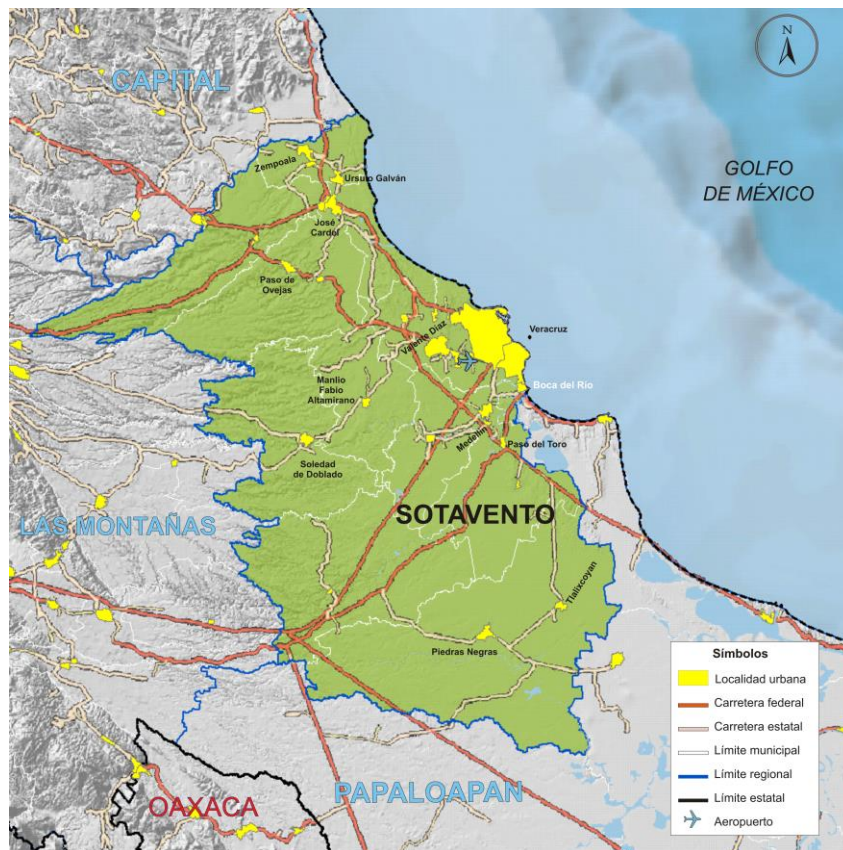 N
CAPITAL
GOLFO
DE MÉXICO
Zempoala
Ursulo Galván
José
Cardel
Paso de
Ovejas
Veracruz
Valente Díaz
Manlio
Fabio
Altamirano
Boca del Río
Medellín
Paso del Toro
Soledad
de Doblado
SOTAVENTO
LAS MONTAÑAS
Tlalixcoyan
Piedras Negras
PAPALOAPAN
OAXACA
Símbolos
Localidad urbana
Carretera federal
Carretera estatal
Límite municipal
Límite regional
Límite estatal
Aeropuerto